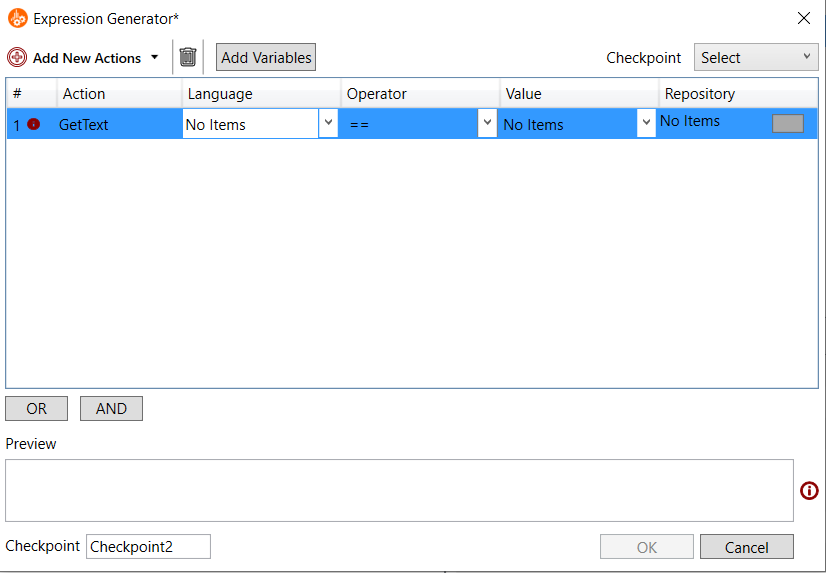 Expression Generator*
Add New Actions Add Variables Checkpoint Select
# Action Language Operator Value Repository
1 GetText No Items == No Items No Items
OR AND
Preview
Checkpoint Checkpoint2 OK Cancel